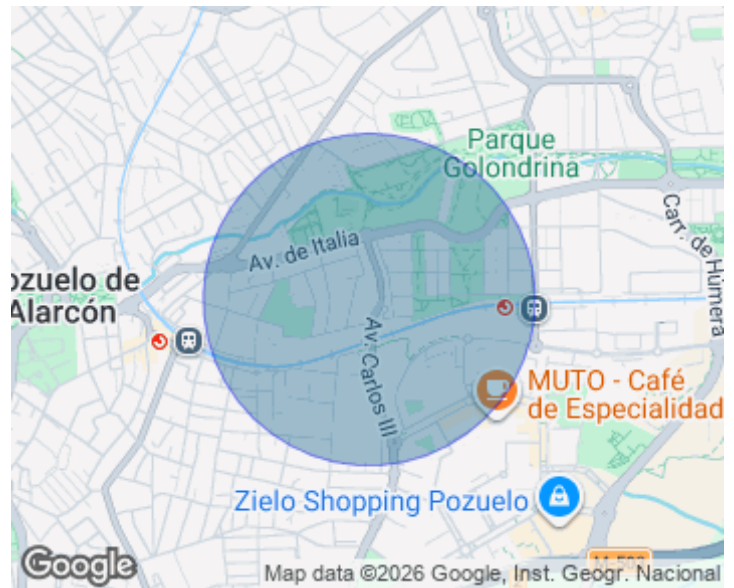 Parque
Golondrina
Carr. de Húmera
Av. de Italia
ozuelo de
Alarcón
Av. Carlos III
MUTO - Café
de Especialidad
Zielo Shopping Pozuelo
Google
Map data ©2026 Google, Inst. Geogr. Nacional